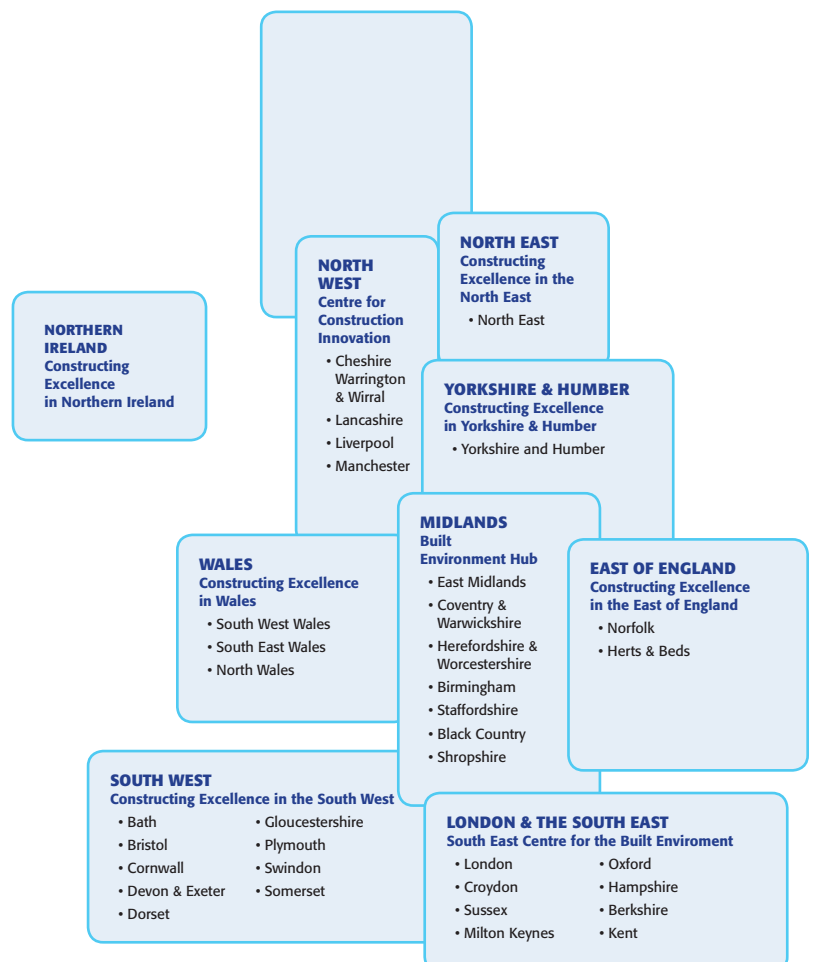 NORTH EAST
Constructing
Excellence in the
North East
• North East
NORTH
WEST
Centre for
Construction
Innovation
• Cheshire
Warrington
& Wirral
• Lancashire
• Liverpool
• Manchester
NORTHERN
IRELAND
Constructing
Excellence
in Northern Ireland
YORKSHIRE & HUMBER
Constructing Excellence
in Yorkshire & Humber
• Yorkshire and Humber
MIDLANDS
Built
Environment Hub
• East Midlands
• Coventry &
Warwickshire
• Herefordshire &
Worcestershire
• Birmingham
• Staffordshire
• Black Country
• Shropshire
WALES
Constructing Excellence
in Wales
• South West Wales
• South East Wales
• North Wales
EAST OF ENGLAND
Constructing Excellence
in the East of England
• Norfolk
• Herts & Beds
SOUTH WEST
Constructing Excellence in the South West
• Bath
• Bristol
• Cornwall
• Devon & Exeter
• Dorset
• Gloucestershire
• Plymouth
• Swindon
• Somerset
LONDON & THE SOUTH EAST
South East Centre for the Built Enviroment
• London
• Croydon
• Sussex
• Milton Keynes
• Oxford
• Hampshire
• Berkshire
• Kent